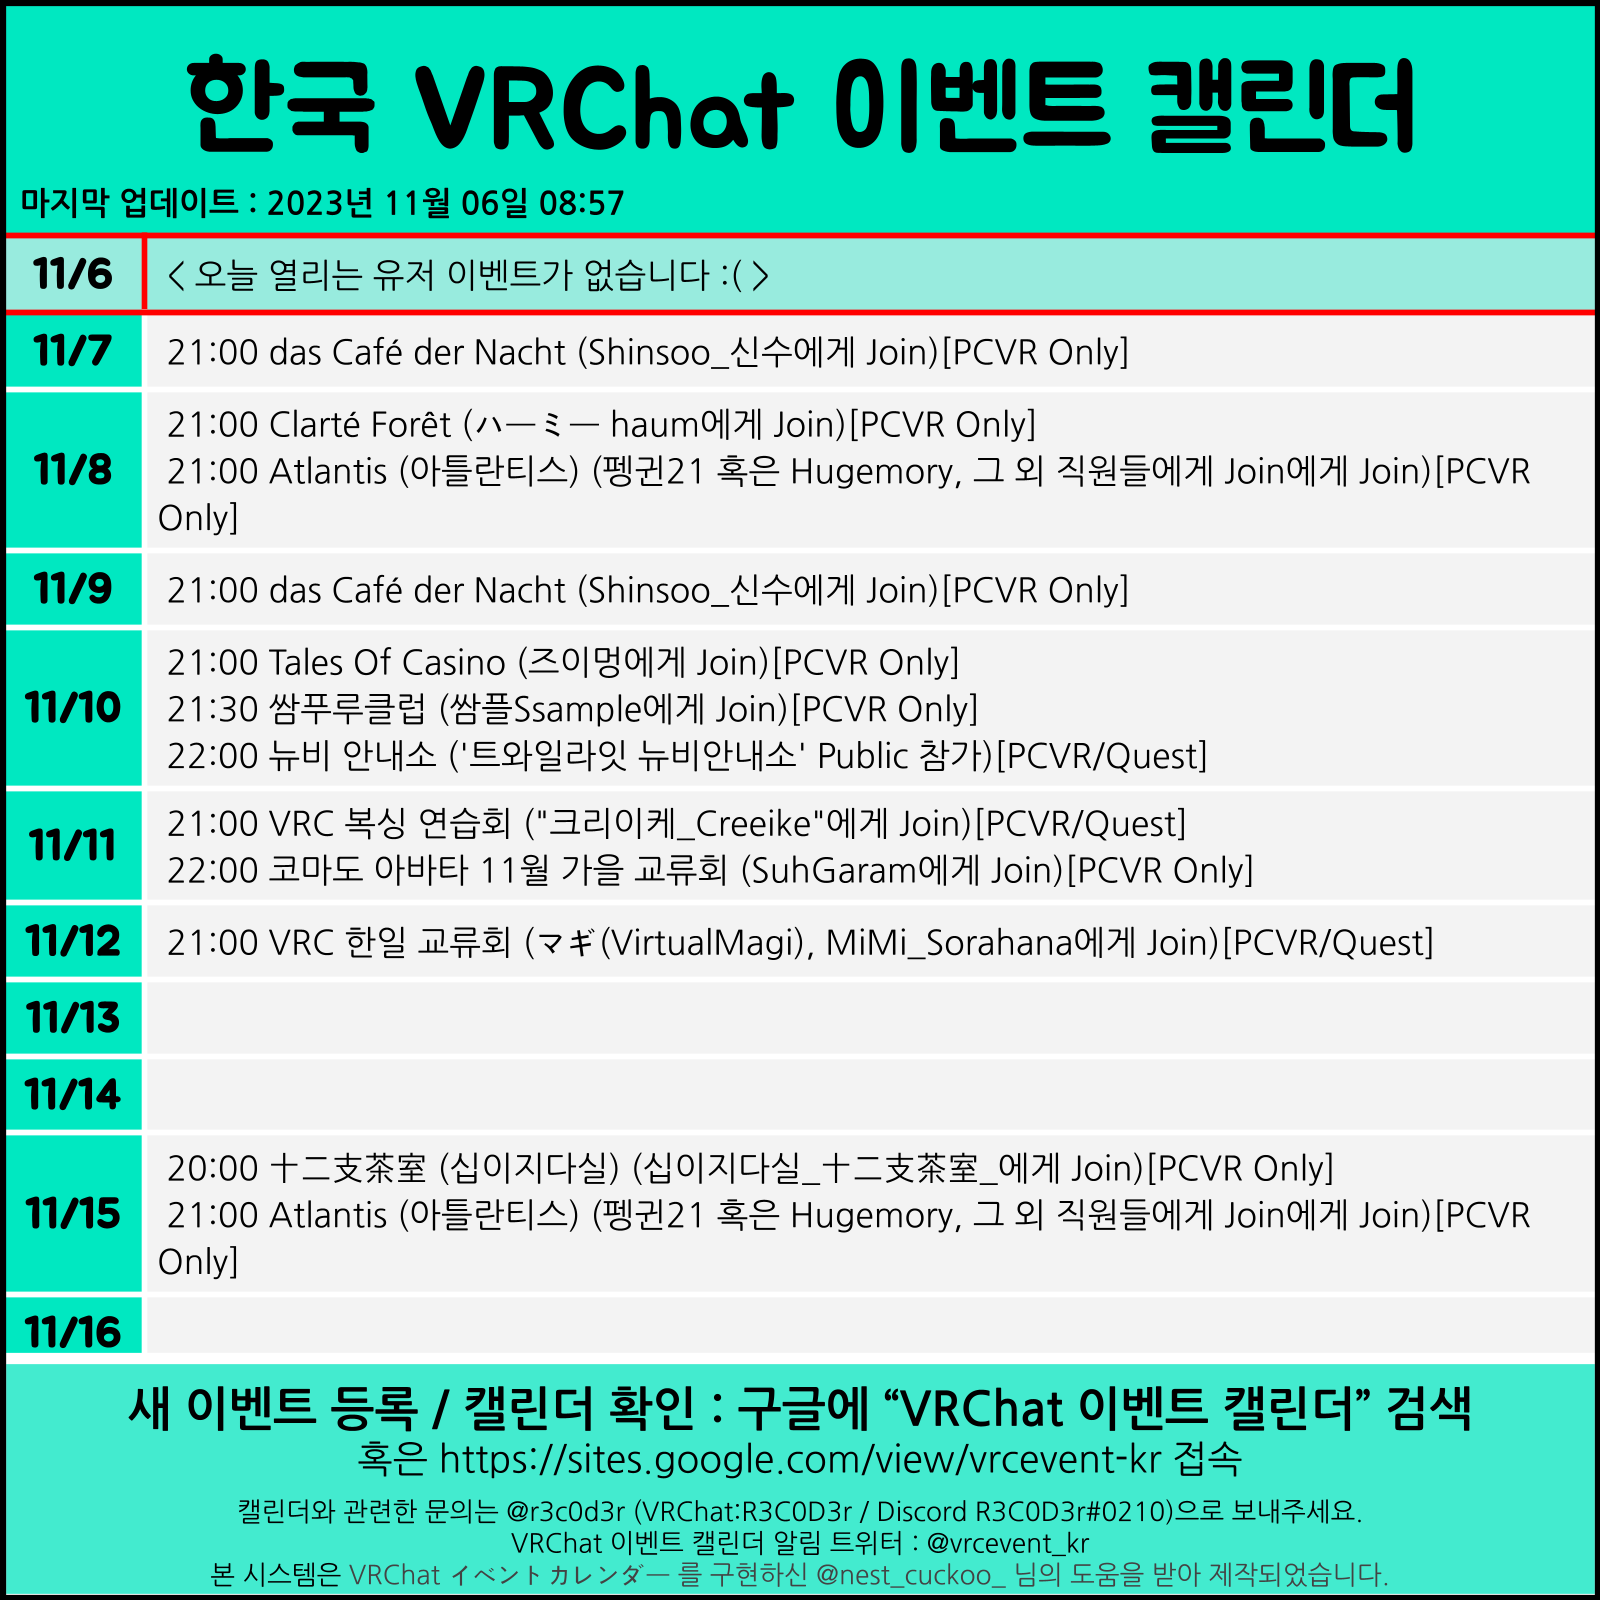 한국 VRChat 이벤트 캘린더
마지막 업데이트 : 2023년 11월 06일 08:57
11/6
< 오늘 열리는 유저 이벤트가 없습니다 :( >
11/7
21:00 das Café der Nacht (Shinsoo_신수에게 Join)[PCVR Only]
11/8
21:00 Clarté Forêt (ハーミー haum에게 Join)[PCVR Only]
21:00 Atlantis (아틀란티스) (펭귄21 혹은 Hugemory, 그 외 직원들에게 Join에게 Join)[PCVR
Only]
11/9
21:00 das Café der Nacht (Shinsoo_신수에게 Join)[PCVR Only]
11/10
21:00 Tales Of Casino (즈이멍에게 Join)[PCVR Only]
21:30 쌈푸루클럽 (쌈플Ssample에게 Join)[PCVR Only]
22:00 뉴비 안내소 ('트와일라잇 뉴비안내소' Public 참가)[PCVR/Quest]
11/11
21:00 VRC 복싱 연습회 ("크리이케_Creeike"에게 Join)[PCVR/Quest]
22:00 코마도 아바타 11월 가을 교류회 (SuhGaram에게 Join)[PCVR Only]
11/12
21:00 VRC 한일 교류회 (マギ(VirtualMagi), MiMi_Sorahana에게 Join)[PCVR/Quest]
11/13
11/14
11/15
20:00 十二支茶室 (십이지다실) (십이지다실_十二支茶室_에게 Join)[PCVR Only]
21:00 Atlantis (아틀란티스) (펭귄21 혹은 Hugemory, 그 외 직원들에게 Join에게 Join)[PCVR
Only]
11/16
새 이벤트 등록 / 캘린더 확인 : 구글에 “VRChat 이벤트 캘린더” 검색
혹은 https://sites.google.com/view/vrcevent-kr 접속
캘린더와 관련한 문의는 @r3c0d3r (VRChat:R3C0D3r / Discord R3C0D3r#0210)으로 보내주세요.
VRChat 이벤트 캘린더 알림 트위터 : @vrcevent_kr
본 시스템은 VRChat イベントカレンダー 를 구현하신 @nest_cuckoo_ 님의 도움을 받아 제작되었습니다.